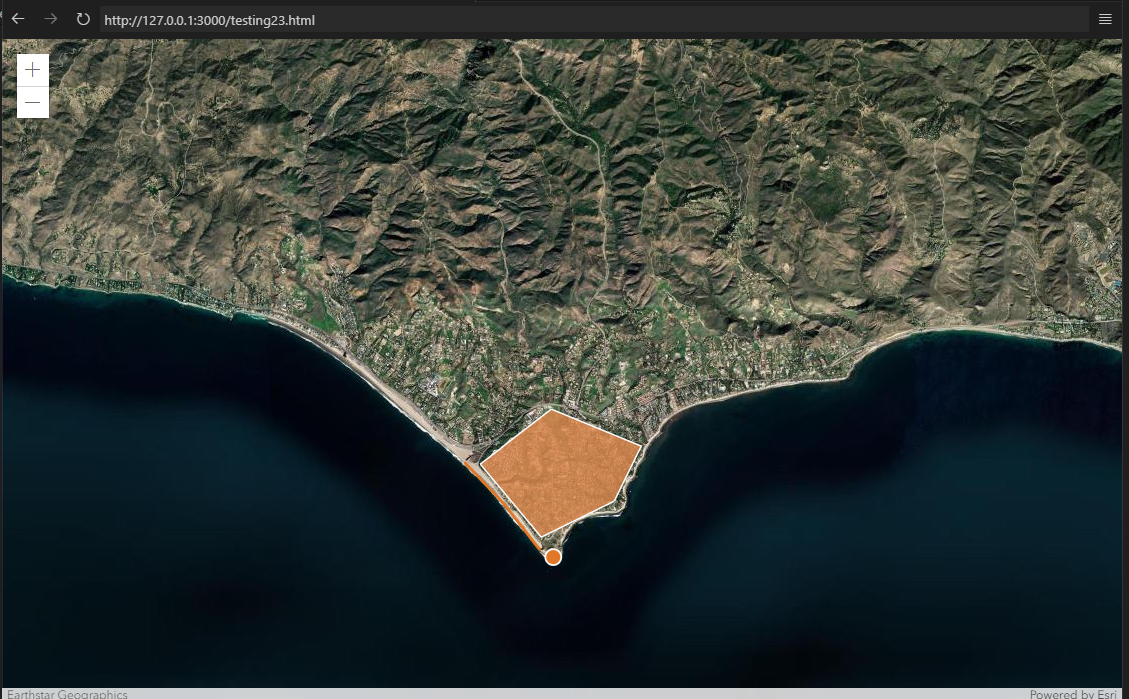 http://127.0.0.1:3000/testing23.html
Earthstar Geographics
Powered by Esri